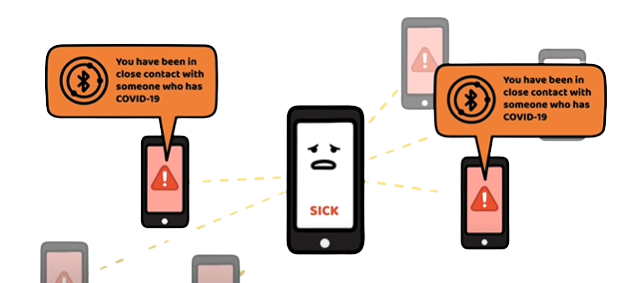 You have been in
close contact with
someone who has
COVID-19
You have been in
close contact with
someone who has
COVID-19
SICK